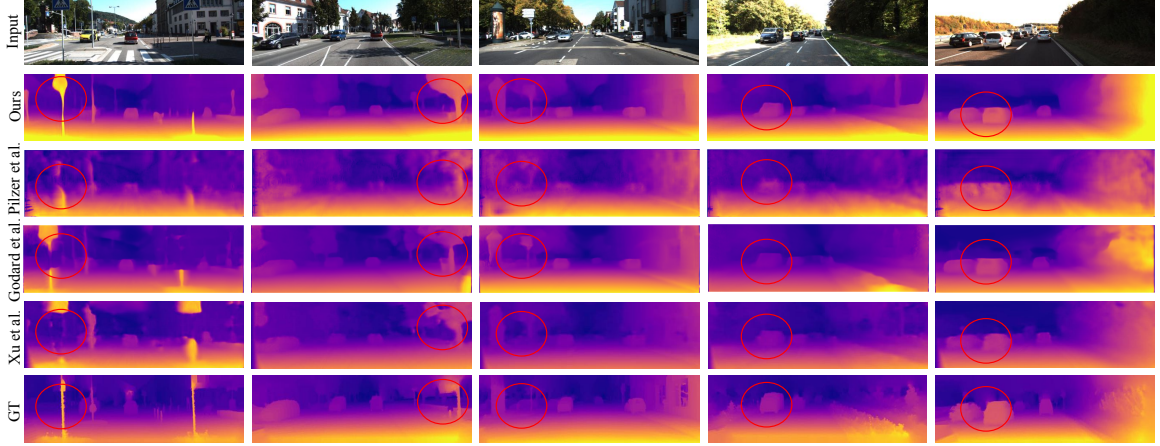 Input
Ours
Pilzer et al.
Godard et al.
Xu et al.
GT